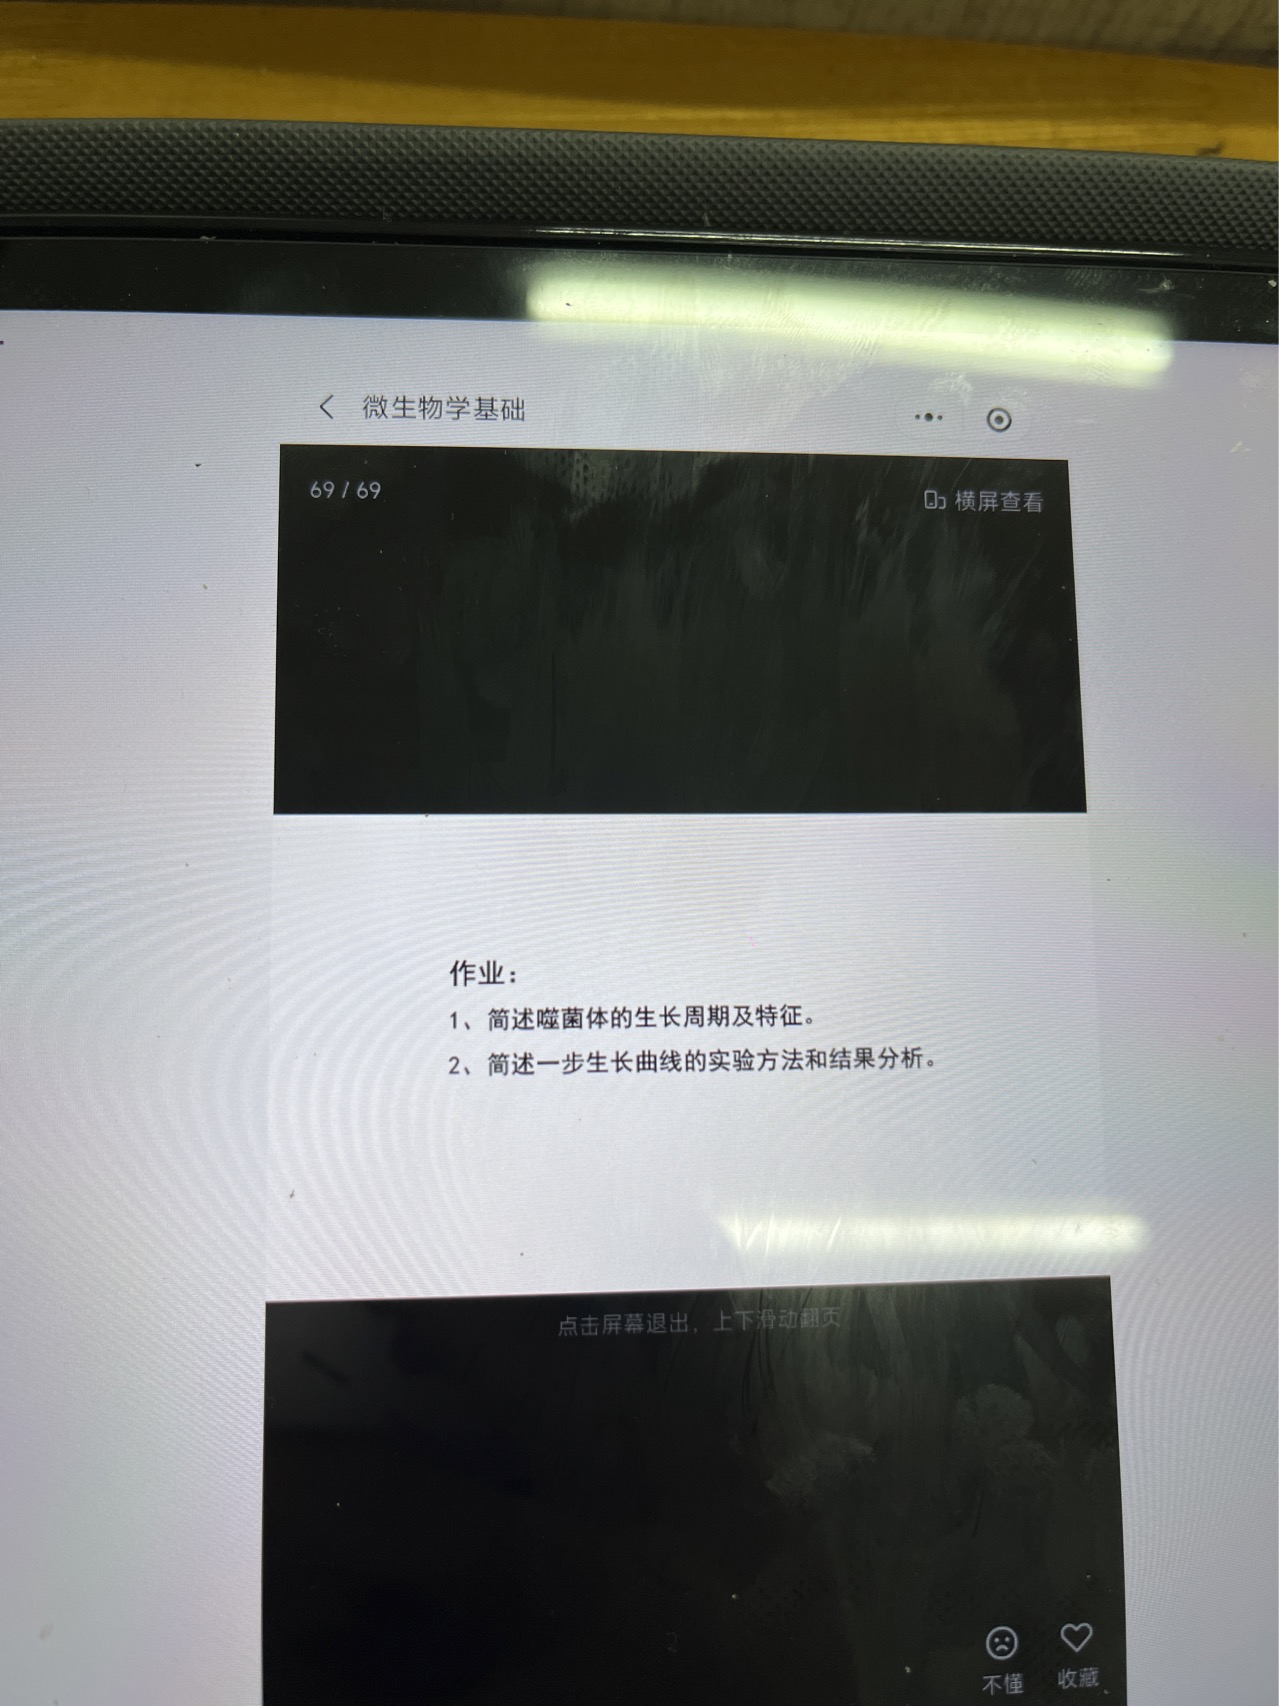 微生物学基础
69 / 69
横屏查看
作业：
1、简述噬菌体的生长周期及特征。
2、简述一步生长曲线的实验方法和结果分析。
点击屏幕退出，上下滑动翻页
不懂
收藏